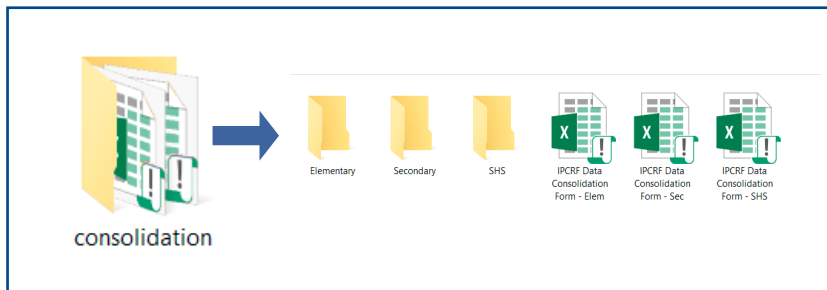 consolidation
Elementary
Secondary
SHS
IPCRF Data
Consolidation
Form - Elem
IPCRF Data
Consolidation
Form - Sec
IPCRF Data
Consolidation
Form - SHS